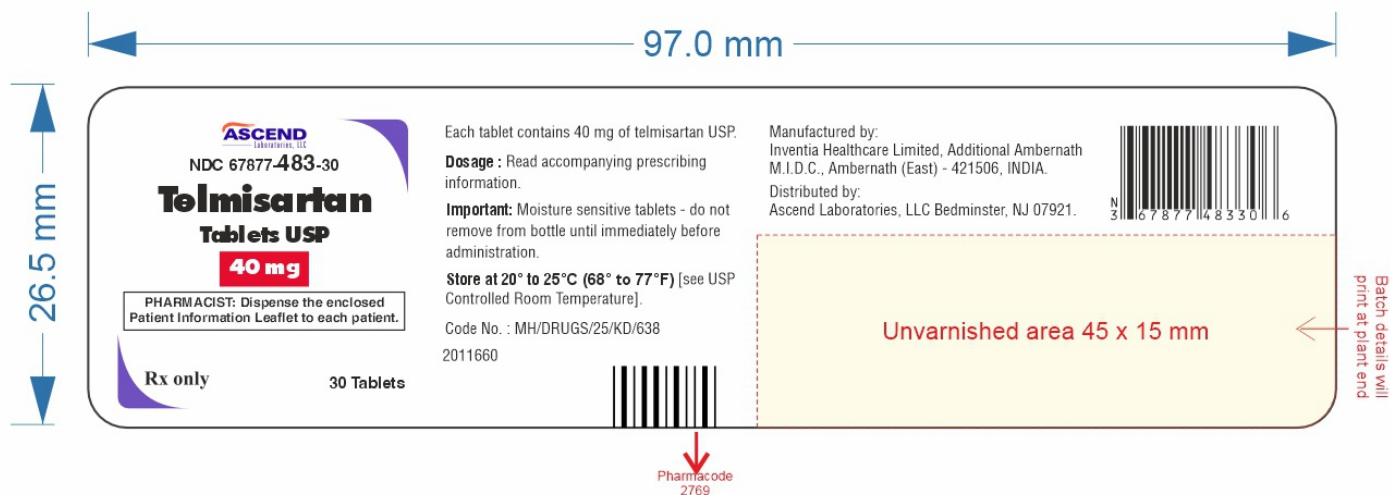 97.0 mm
26.5 mm
ASCEND
Laboratories, LLC
NDC 67877-483-30
Telmisartan
Tablets USP
40 mg
PHARMACIST: Dispense the enclosed
Patient Information Leaflet to each patient.
Rx only
30 Tablets
Each tablet contains 40 mg of telmisartan USP.
Dosage : Read accompanying prescribing
information.
Important: Moisture sensitive tablets - do not
remove from bottle until immediately before
administration.
Store at 20° to 25°C (68° to 77°F) [see USP
Controlled Room Temperature].
Code No. : MH/DRUGS/25/KD/638
2011660
Pharmacode
2769
Manufactured by:
Inventia Healthcare Limited, Additional Ambernath
M.I.D.C., Ambernath (East) - 421506, INDIA.
Distributed by:
Ascend Laboratories, LLC Bedminster, NJ 07921.
N
3 67877 48330 6
Unvarnished area 45 x 15 mm
Batch details will
print at plant end